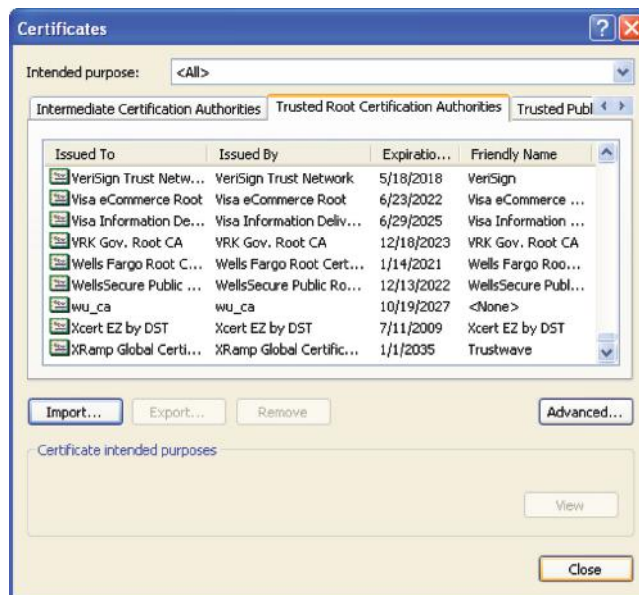 Certificates
Intended purpose: <All>
Intermediate Certification Authorities Trusted Root Certification Authorities Trusted Publ
Issued To Issued By Expiratio... Friendly Name
VeriSign Trust Netw... VeriSign Trust Network 5/18/2018 VeriSign
Visa eCommerce Root Visa eCommerce Root 6/23/2022 Visa eCommerce ...
Visa Information De... Visa Information Deliv... 6/29/2025 Visa Information ...
VRK Gov. Root CA VRK Gov. Root CA 12/18/2023 VRK Gov. Root CA
Wells Fargo Root C... Wells Fargo Root Cert... 1/14/2021 Wells Fargo Roo...
WellsSecure Public ... WellsSecure Public Ro... 12/13/2022 WellsSecure Publ...
wu_ca wu_ca 10/19/2027 <None>
Xcert EZ by DST Xcert EZ by DST 7/11/2009 Xcert EZ by DST
XRamp Global Certi... XRamp Global Certific... 1/1/2035 Trustwave
Import... Export... Remove Advanced...
Certificate intended purposes
View
Close